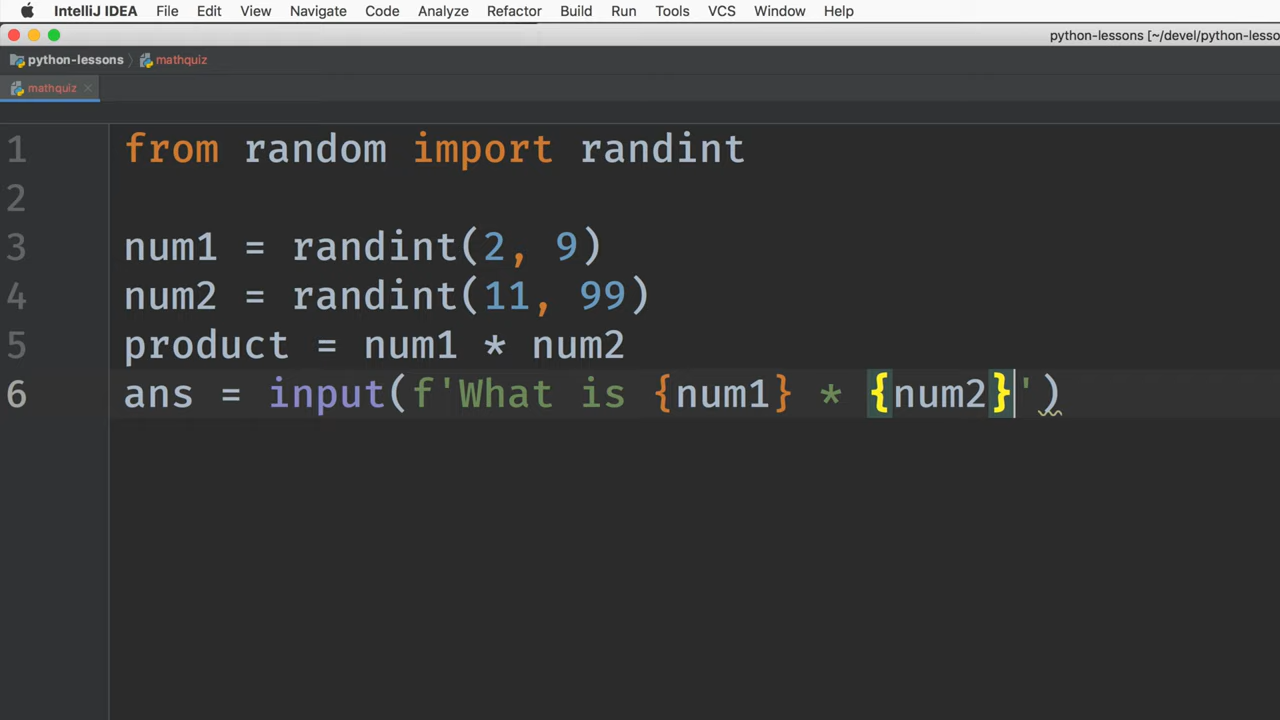 IntelliJ IDEA File Edit View Navigate Code Analyze Refactor Build Run Tools VCS Window Help
python-lessons [~/devel/python-lesso
python-lessons mathquiz
mathquiz
1 from random import randint
2
3 num1 = randint(2, 9)
4 num2 = randint(11, 99)
5 product = num1 * num2
6 ans = input(f'What is {num1} * {num2}')